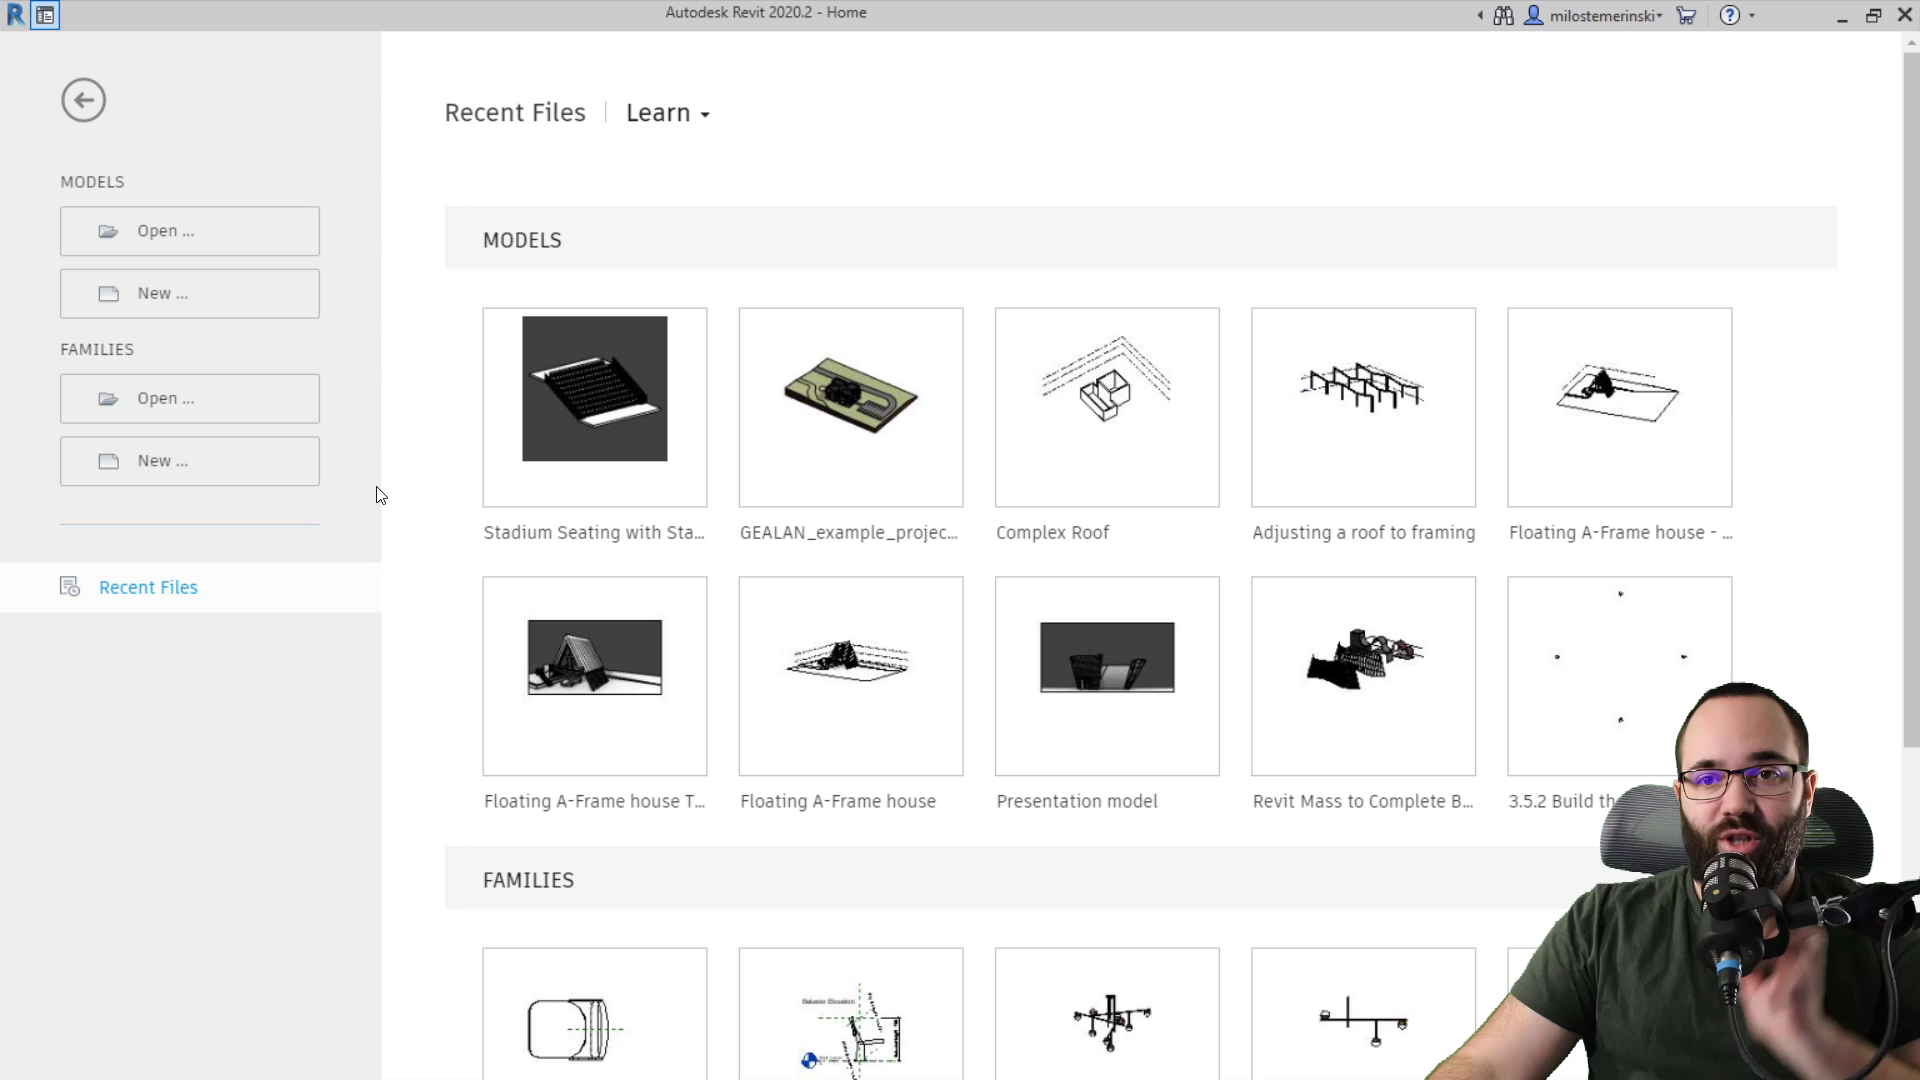 Autodesk Revit 2020.2 - Home
milostemerinski
Recent Files
Learn
MODELS
Open ...
New ...
FAMILIES
Open ...
New ...
Recent Files
MODELS
Stadium Seating with Sta...
GEALAN_example_projec...
Complex Roof
Adjusting a roof to framing
Floating A-Frame house - ...
Floating A-Frame house T...
Floating A-Frame house
Presentation model
Revit Mass to Complete B...
3.5.2 Build th
FAMILIES
Elevation